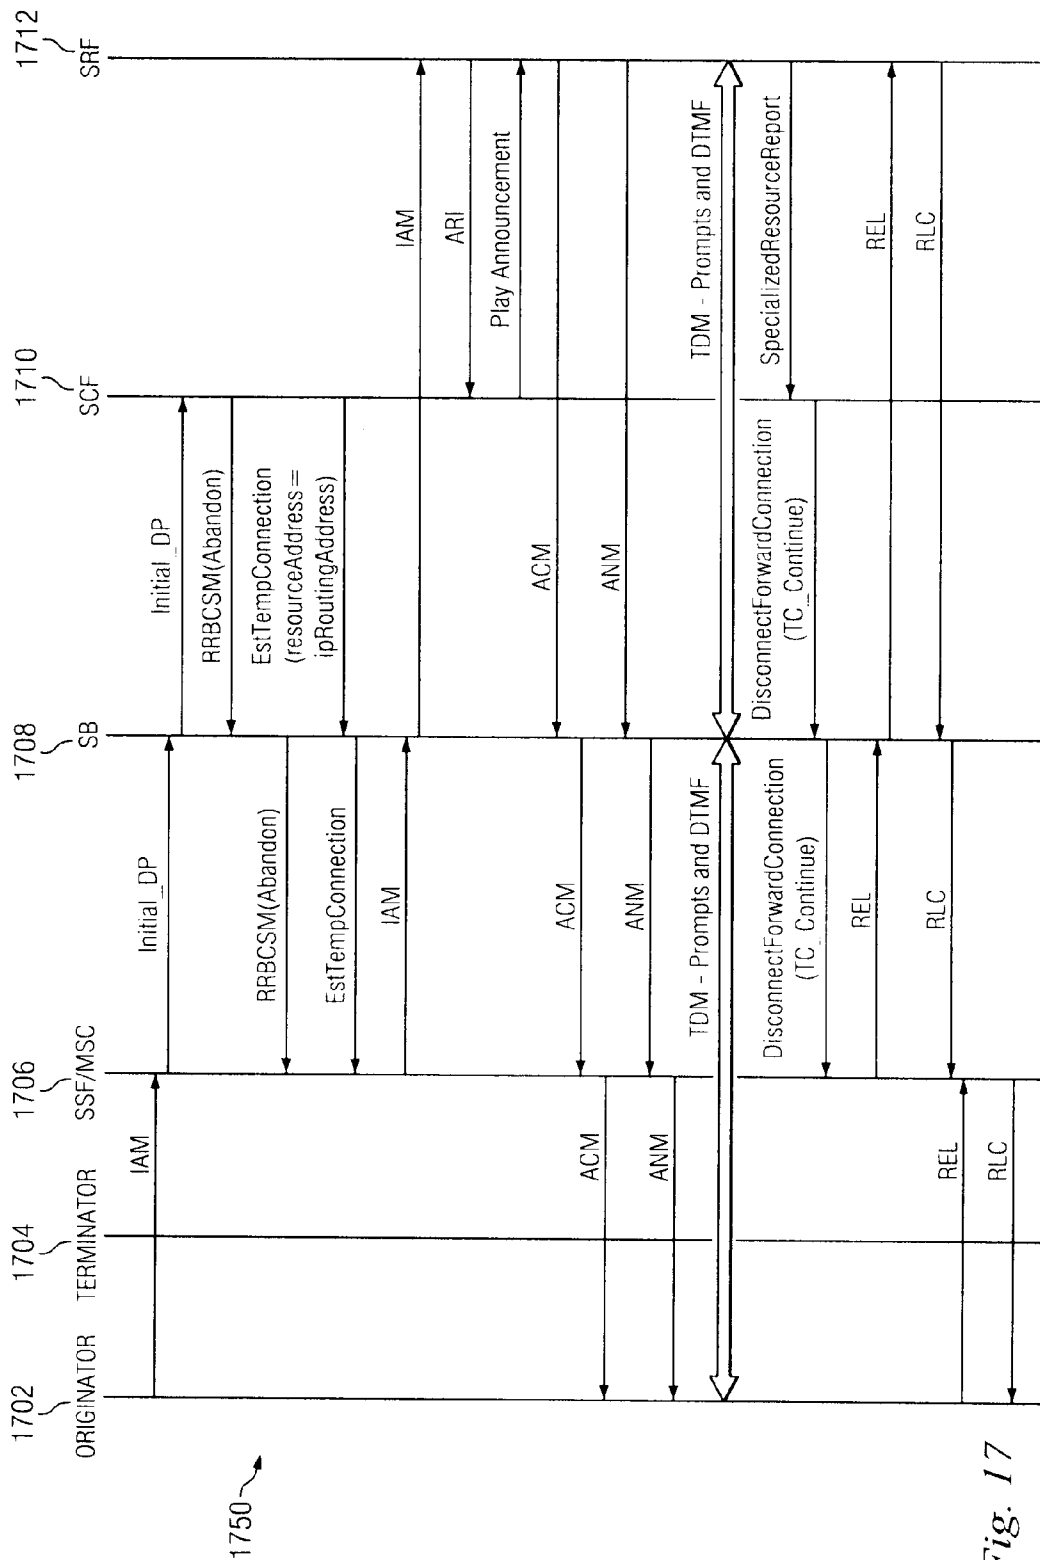 1702
1704
1706
1708
1710
1712
ORIGINATOR
TERMINATOR
SSF/MSC
SB
SCF
SRF
1750
IAM
Initial_DP
Initial_DP
RRBCSM(Abandon)
RRBCSM(Abandon)
EstTempConnection
(resourceAddress=
ipRoutingAddress)
EstTempConnection
IAM
IAM
ARI
Play Announcement
ACM
ACM
ACM
ANM
ANM
ANM
TDM - Prompts and DTMF
TDM - Prompts and DTMF
SpecializedResourceReport
DisconnectForwardConnection
(TC_Continue)
DisconnectForwardConnection
(TC_Continue)
REL
REL
RLC
RLC
REL
RLC
Fig. 17